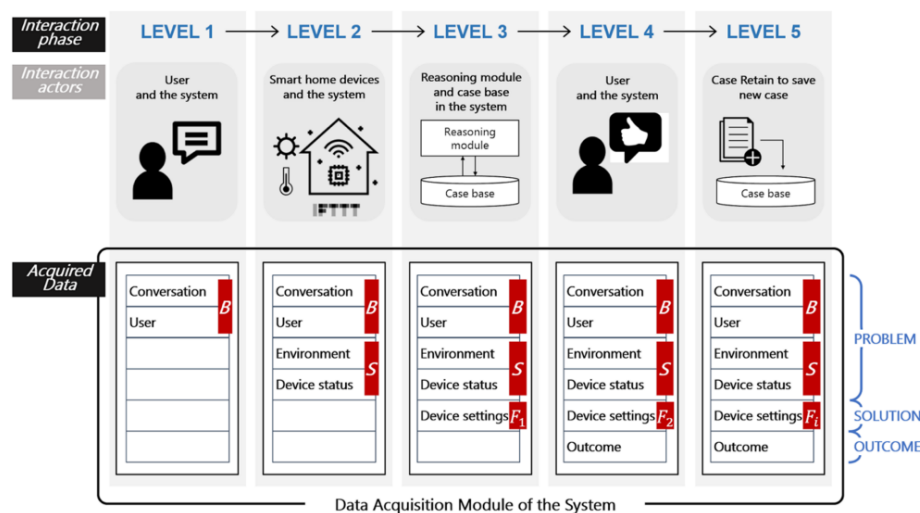 Interaction phase
LEVEL 1
LEVEL 2
LEVEL 3
LEVEL 4
LEVEL 5
Interaction actors
User
and the system
Smart home devices
and the system
IFTTT
Reasoning module
and case base
in the system
Reasoning
module
Case base
User
and the system
Case Retain to save
new case
Case base
Acquired
Data
Conversation
User
B
Conversation
User
B
Environment
Device status
S
Conversation
User
B
Environment
Device status
S
Device settings
F1
Conversation
User
B
Environment
Device status
S
Device settings
F2
Outcome
Conversation
User
B
Environment
Device status
S
Device settings
Fi
Outcome
PROBLEM
SOLUTION
OUTCOME
Data Acquisition Module of the System